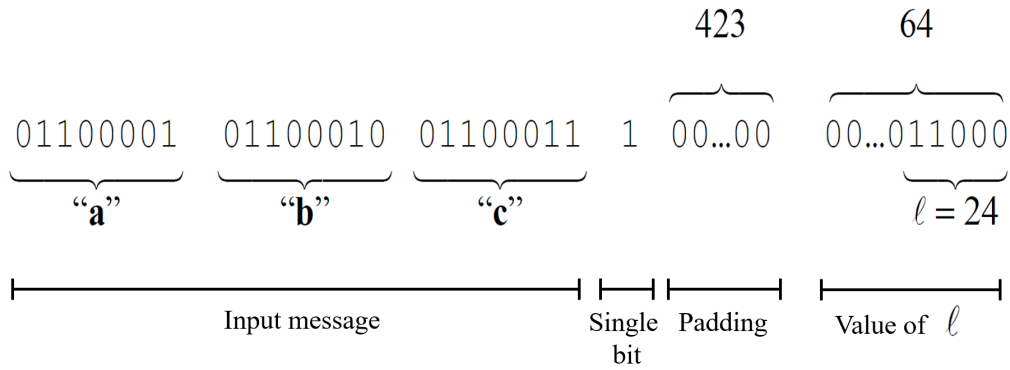 423 64
01100001 01100010 01100011 1 00...00 00...011000
“a” “b” “c” ℓ = 24
Input message Single bit Padding Value of ℓ